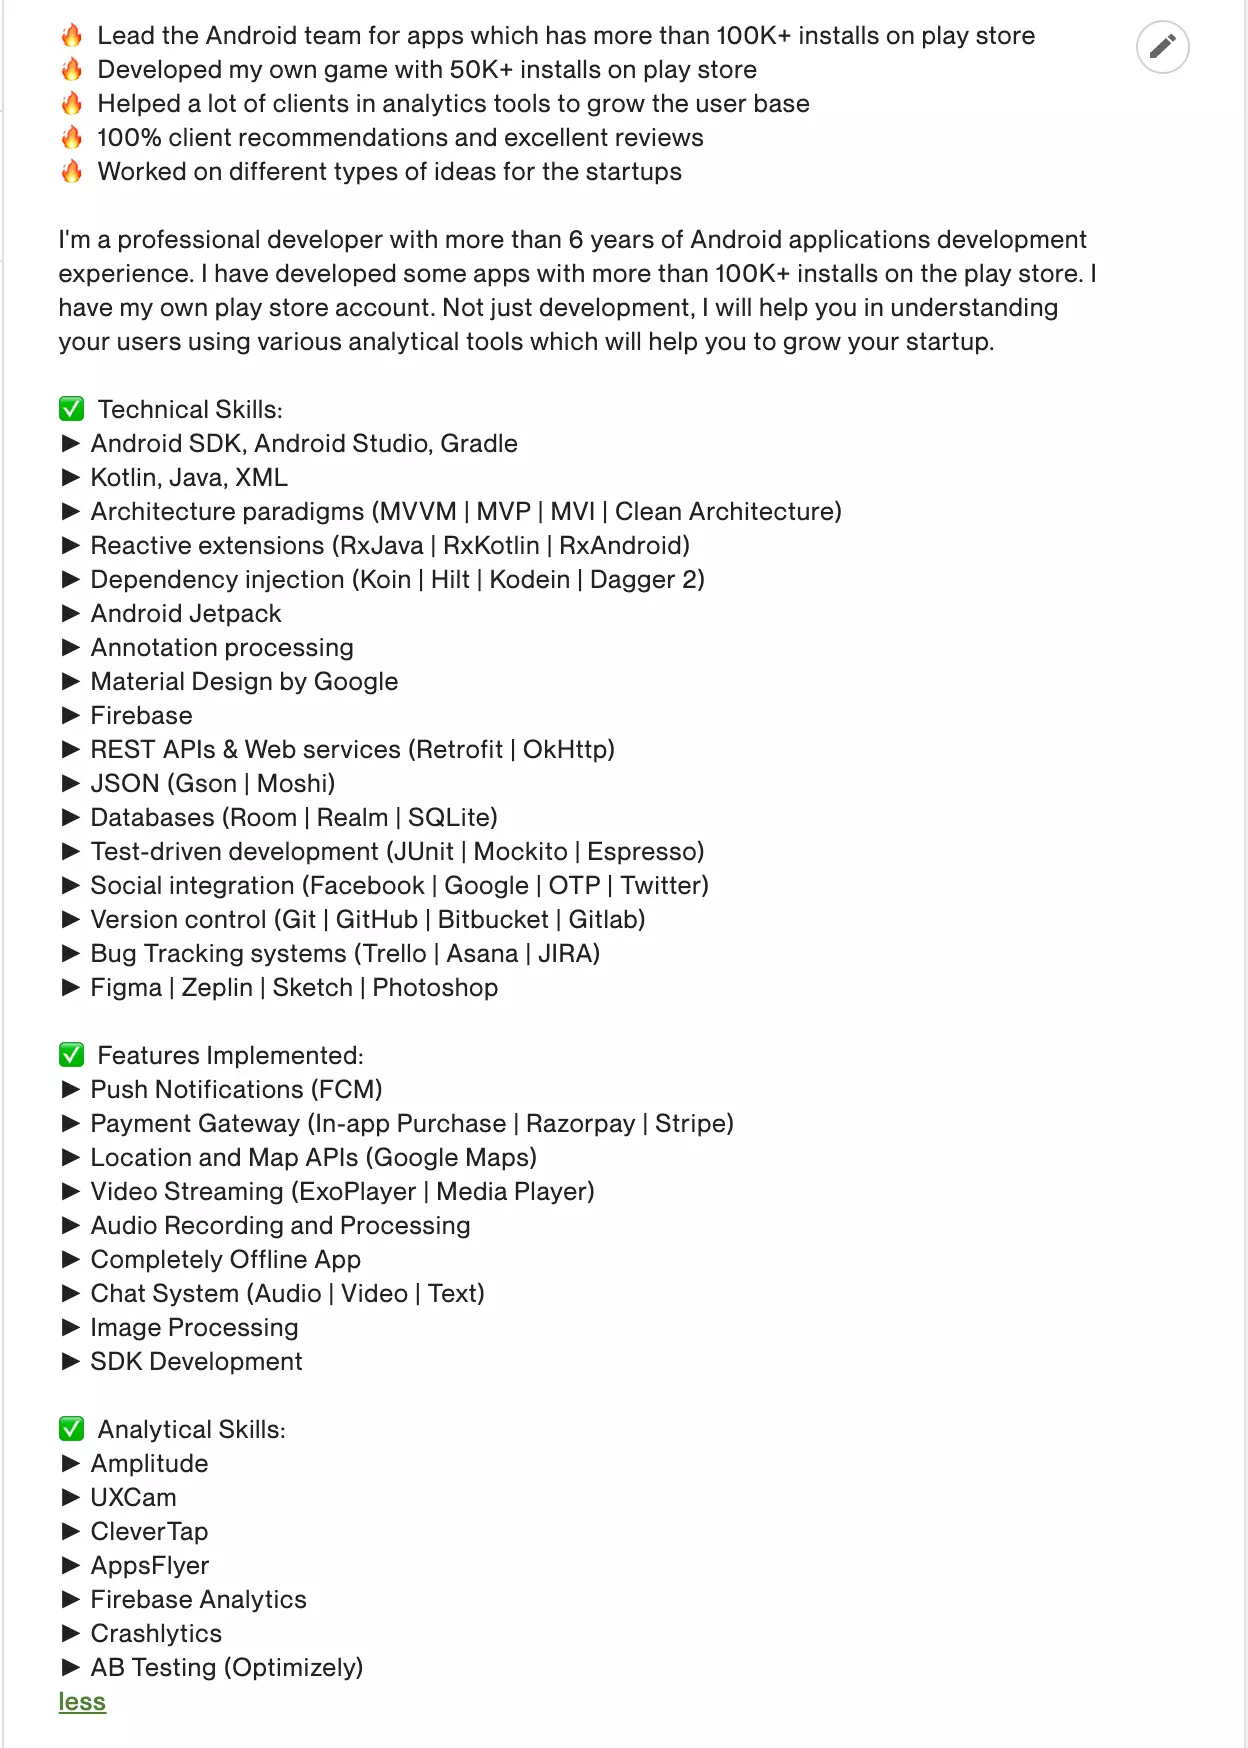 🔥 Lead the Android team for apps which has more than 100K+ installs on play store
🔥 Developed my own game with 50K+ installs on play store
🔥 Helped a lot of clients in analytics tools to grow the user base
🔥 100% client recommendations and excellent reviews
🔥 Worked on different types of ideas for the startups
I'm a professional developer with more than 6 years of Android applications development
experience. I have developed some apps with more than 100K+ installs on the play store. I
have my own play store account. Not just development, I will help you in understanding
your users using various analytical tools which will help you to grow your startup.
✅ Technical Skills:
► Android SDK, Android Studio, Gradle
► Kotlin, Java, XML
► Architecture paradigms (MVVM | MVP | MVI | Clean Architecture)
► Reactive extensions (RxJava | RxKotlin | RxAndroid)
► Dependency injection (Koin | Hilt | Kodein | Dagger 2)
► Android Jetpack
► Annotation processing
► Material Design by Google
► Firebase
► REST APIs & Web services (Retrofit | OkHttp)
► JSON (Gson | Moshi)
► Databases (Room | Realm | SQLite)
► Test-driven development (JUnit | Mockito | Espresso)
► Social integration (Facebook | Google | OTP | Twitter)
► Version control (Git | GitHub | Bitbucket | Gitlab)
► Bug Tracking systems (Trello | Asana | JIRA)
► Figma | Zeplin | Sketch | Photoshop
✅ Features Implemented:
► Push Notifications (FCM)
► Payment Gateway (In-app Purchase | Razorpay | Stripe)
► Location and Map APIs (Google Maps)
► Video Streaming (ExoPlayer | Media Player)
► Audio Recording and Processing
► Completely Offline App
► Chat System (Audio | Video | Text)
► Image Processing
► SDK Development
✅ Analytical Skills:
► Amplitude
► UXCam
► CleverTap
► AppsFlyer
► Firebase Analytics
► Crashlytics
► AB Testing (Optimizely)
less